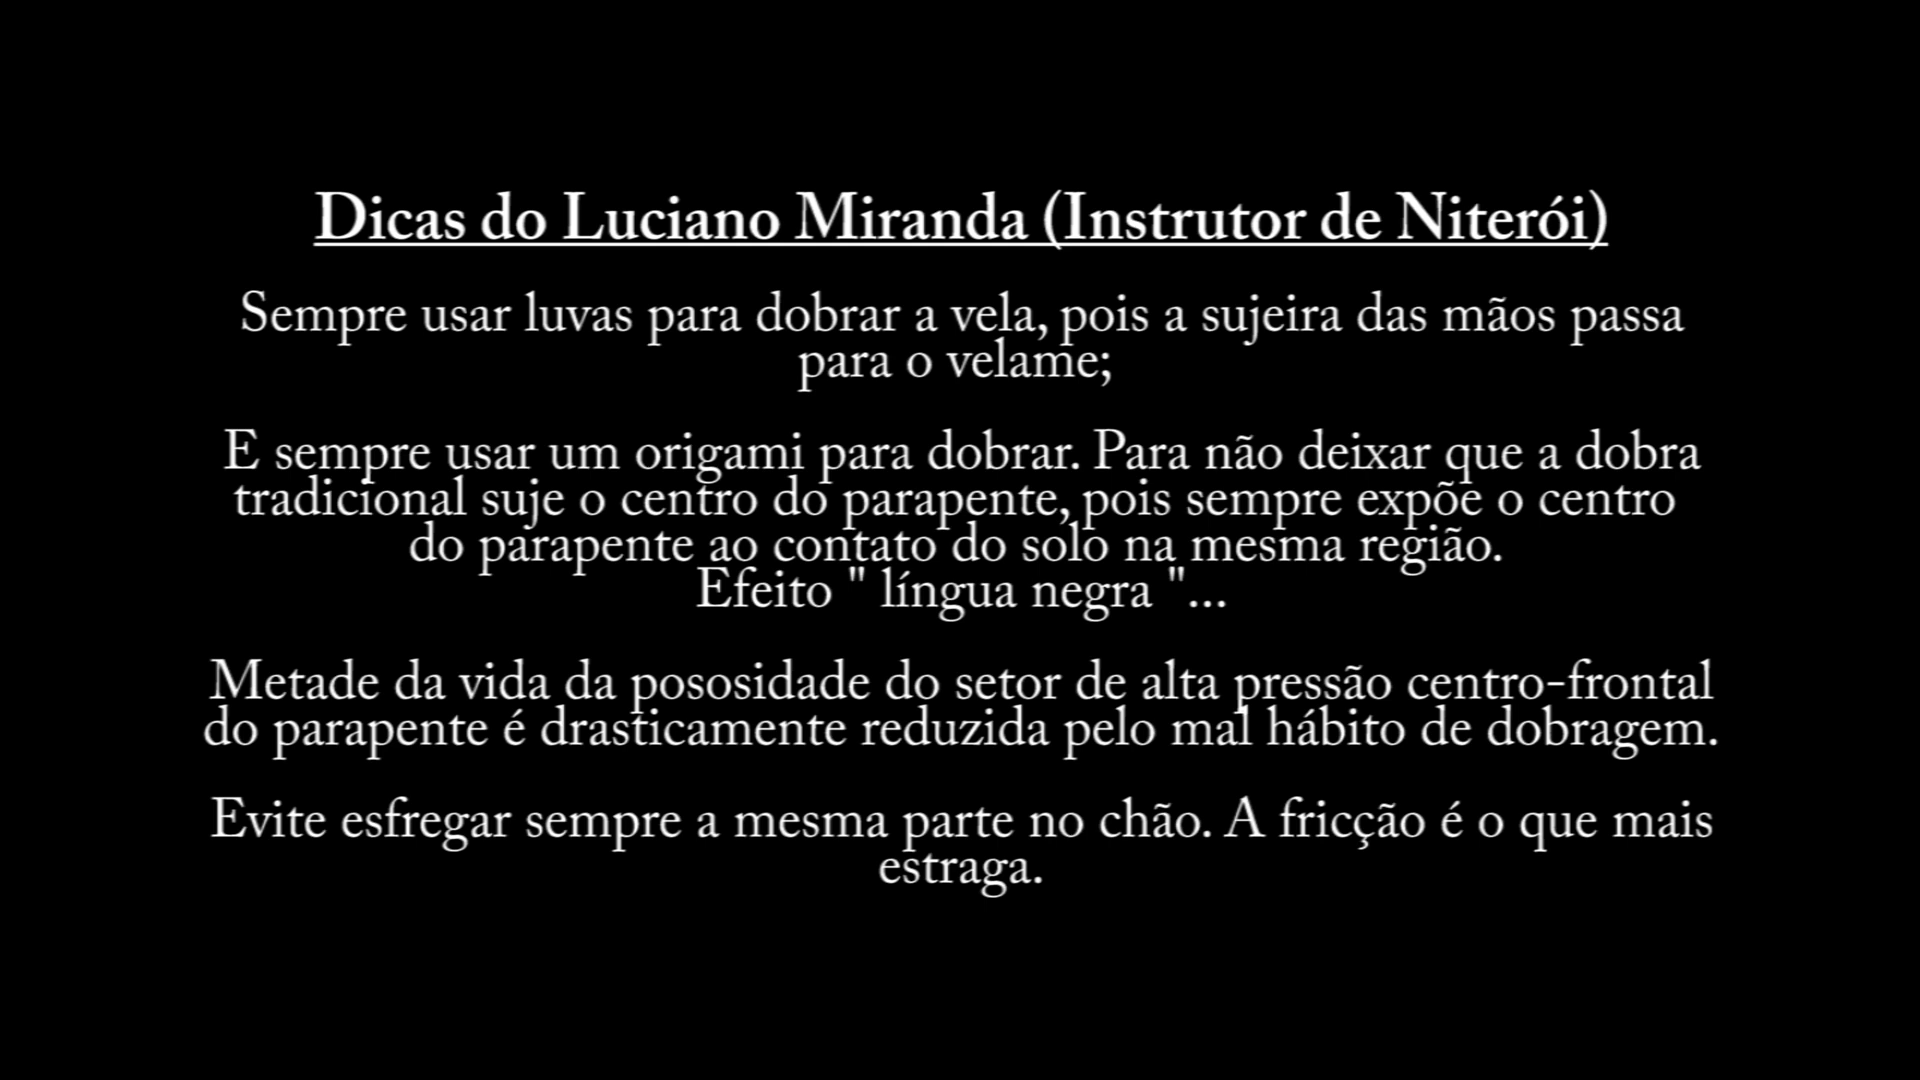 Dicas do Luciano Miranda (Instrutor de Niterói)
Sempre usar luvas para dobrar a vela, pois a sujeira das mãos passa
para o velame;
E sempre usar um origami para dobrar. Para não deixar que a dobra
tradicional suje o centro do parapente, pois sempre expõe o centro
do parapente ao contato do solo na mesma região.
Efeito " língua negra "...
Metade da vida da pososidade do setor de alta pressão centro-frontal
do parapente é drasticamente reduzida pelo mal hábito de dobragem.
Evite esfregar sempre a mesma parte no chão. A fricção é o que mais
estraga.